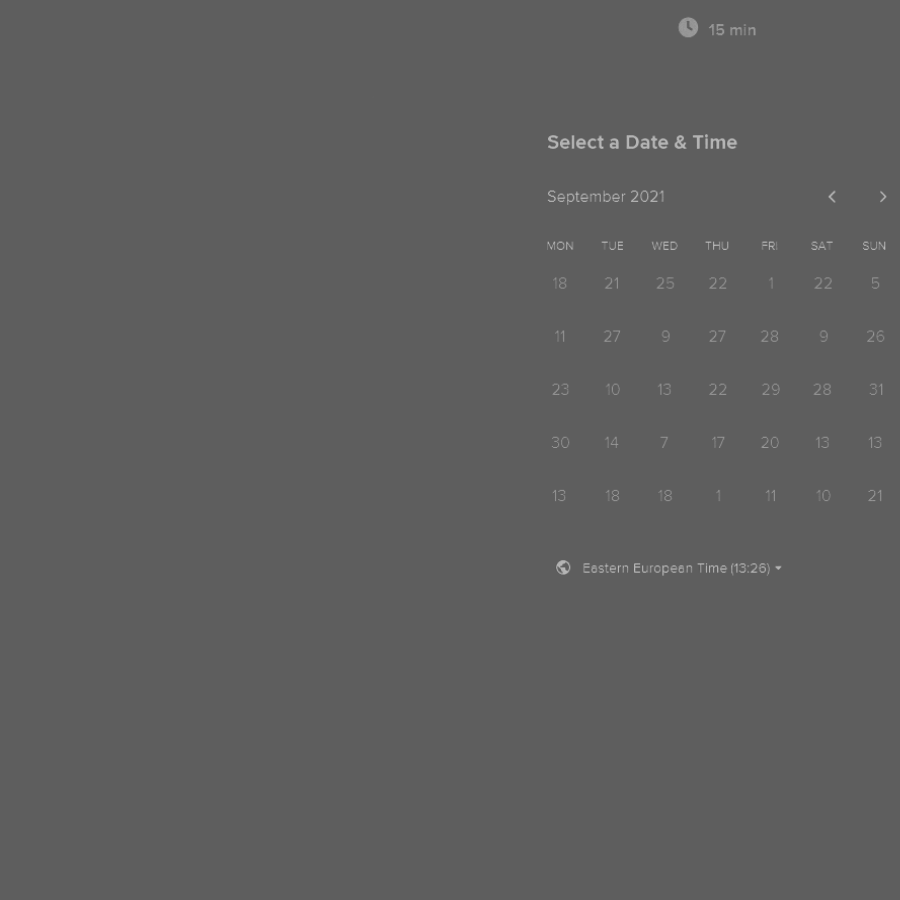 15 min
Select a Date & Time
September 2021
MON TUE WED THU FRI SAT SUN
18 21 25 22 1 22 5
11 27 9 27 28 9 26
23 10 13 22 29 28 31
30 14 7 17 20 13 13
13 18 18 1 11 10 21
Eastern European Time (13:26)